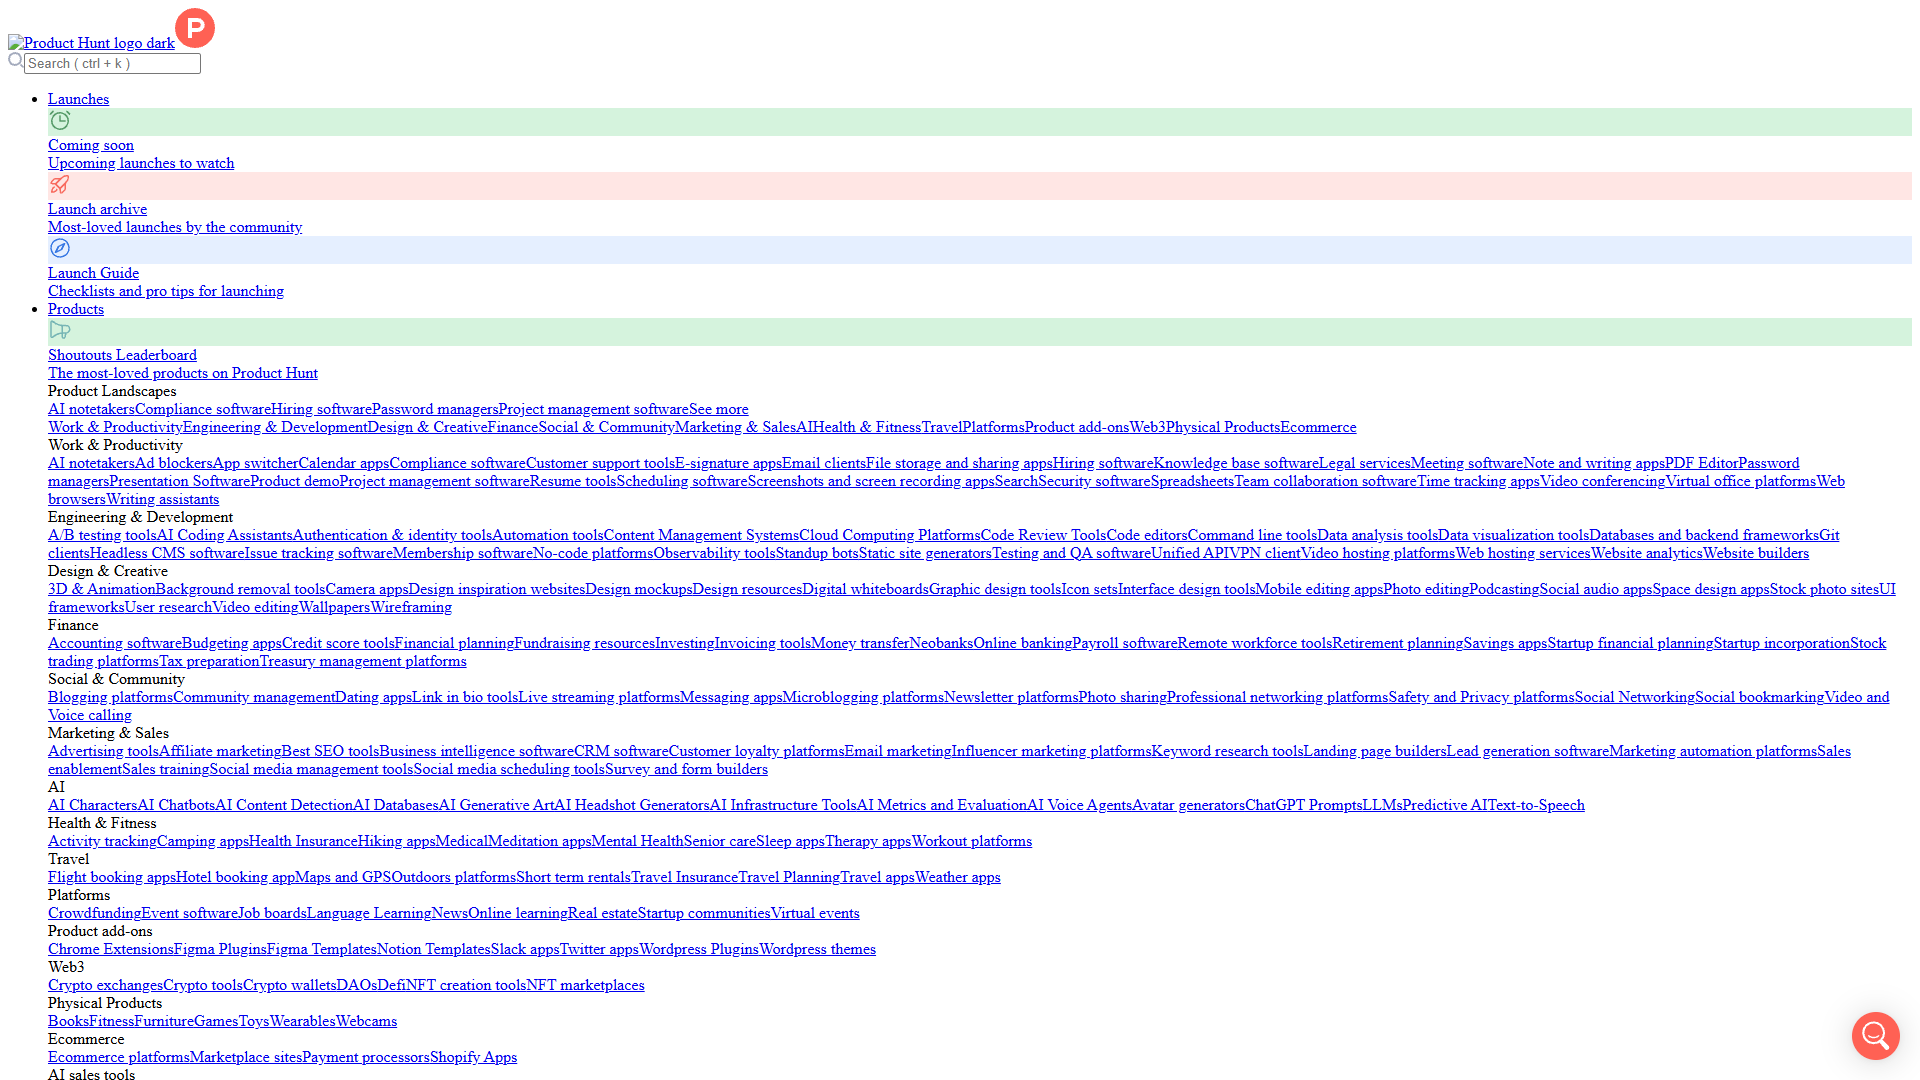 Product Hunt logo dark
Search ( ctrl + k )
Launches
Coming soon
Upcoming launches to watch
Launch archive
Most-loved launches by the community
Launch Guide
Checklists and pro tips for launching
Products
Shoutouts Leaderboard
The most-loved products on Product Hunt
Product Landscapes
AI notetakersCompliance softwareHiring softwarePassword managersProject management softwareSee more
Work & ProductivityEngineering & DevelopmentDesign & CreativeFinanceSocial & CommunityMarketing & SalesAIHealth & FitnessTravelPlatformsProduct add-onsWeb3Physical ProductsEcommerce
Work & Productivity
AI notetakersAd blockersApp switcherCalendar appsCompliance softwareCustomer support toolsE-signature appsEmail clientsFile storage and sharing appsHiring softwareKnowledge base softwareLegal servicesMeeting softwareNote and writing appsPDF EditorPassword
managersPresentation SoftwareProduct demoProject management softwareResume toolsScheduling softwareScreenshots and screen recording appsSearchSecurity softwareSpreadsheetsTeam collaboration softwareTime tracking appsVideo conferencingVirtual office platformsWeb
browsersWriting assistants
Engineering & Development
A/B testing toolsAI Coding AssistantsAuthentication & identity toolsAutomation toolsContent Management SystemsCloud Computing PlatformsCode Review ToolsCode editorsCommand line toolsData analysis toolsData visualization toolsDatabases and backend frameworksGit
clientsHeadless CMS softwareIssue tracking softwareMembership softwareNo-code platformsObservability toolsStandup botsStatic site generatorsTesting and QA softwareUnified APIVPN clientVideo hosting platformsWeb hosting servicesWebsite analyticsWebsite builders
Design & Creative
3D & AnimationBackground removal toolsCamera appsDesign inspiration websitesDesign mockupsDesign resourcesDigital whiteboardsGraphic design toolsIcon setsInterface design toolsMobile editing appsPhoto editingPodcastingSocial audio appsSpace design appsStock photo sitesUI
frameworksUser researchVideo editingWallpapersWireframing
Finance
Accounting softwareBudgeting appsCredit score toolsFinancial planningFundraising resourcesInvestingInvoicing toolsMoney transferNeobanksOnline bankingPayroll softwareRemote workforce toolsRetirement planningSavings appsStartup financial planningStartup incorporationStock
trading platformsTax preparationTreasury management platforms
Social & Community
Blogging platformsCommunity managementDating appsLink in bio toolsLive streaming platformsMessaging appsMicroblogging platformsNewsletter platformsPhoto sharingProfessional networking platformsSafety and Privacy platformsSocial NetworkingSocial bookmarkingVideo and
Voice calling
Marketing & Sales
Advertising toolsAffiliate marketingBest SEO toolsBusiness intelligence softwareCRM softwareCustomer loyalty platformsEmail marketingInfluencer marketing platformsKeyword research toolsLanding page buildersLead generation softwareMarketing automation platformsSales
enablementSales trainingSocial media management toolsSocial media scheduling toolsSurvey and form builders
AI
AI CharactersAI ChatbotsAI Content DetectionAI DatabasesAI Generative ArtAI Headshot GeneratorsAI Infrastructure ToolsAI Metrics and EvaluationAI Voice AgentsAvatar generatorsChatGPT PromptsLLMsPredictive AIText-to-Speech
Health & Fitness
Activity trackingCamping appsHealth InsuranceHiking appsMedicalMeditation appsMental HealthSenior careSleep appsTherapy appsWorkout platforms
Travel
Flight booking appsHotel booking appMaps and GPSOutdoors platformsShort term rentalsTravel InsuranceTravel PlanningTravel appsWeather apps
Platforms
CrowdfundingEvent softwareJob boardsLanguage LearningNewsOnline learningReal estateStartup communitiesVirtual events
Product add-ons
Chrome ExtensionsFigma PluginsFigma TemplatesNotion TemplatesSlack appsTwitter appsWordpress PluginsWordpress themes
Web3
Crypto exchangesCrypto toolsCrypto walletsDAOsDefiNFT creation toolsNFT marketplaces
Physical Products
BooksFitnessFurnitureGamesToysWearablesWebcams
Ecommerce
Ecommerce platformsMarketplace sitesPayment processorsShopify Apps
AI sales tools